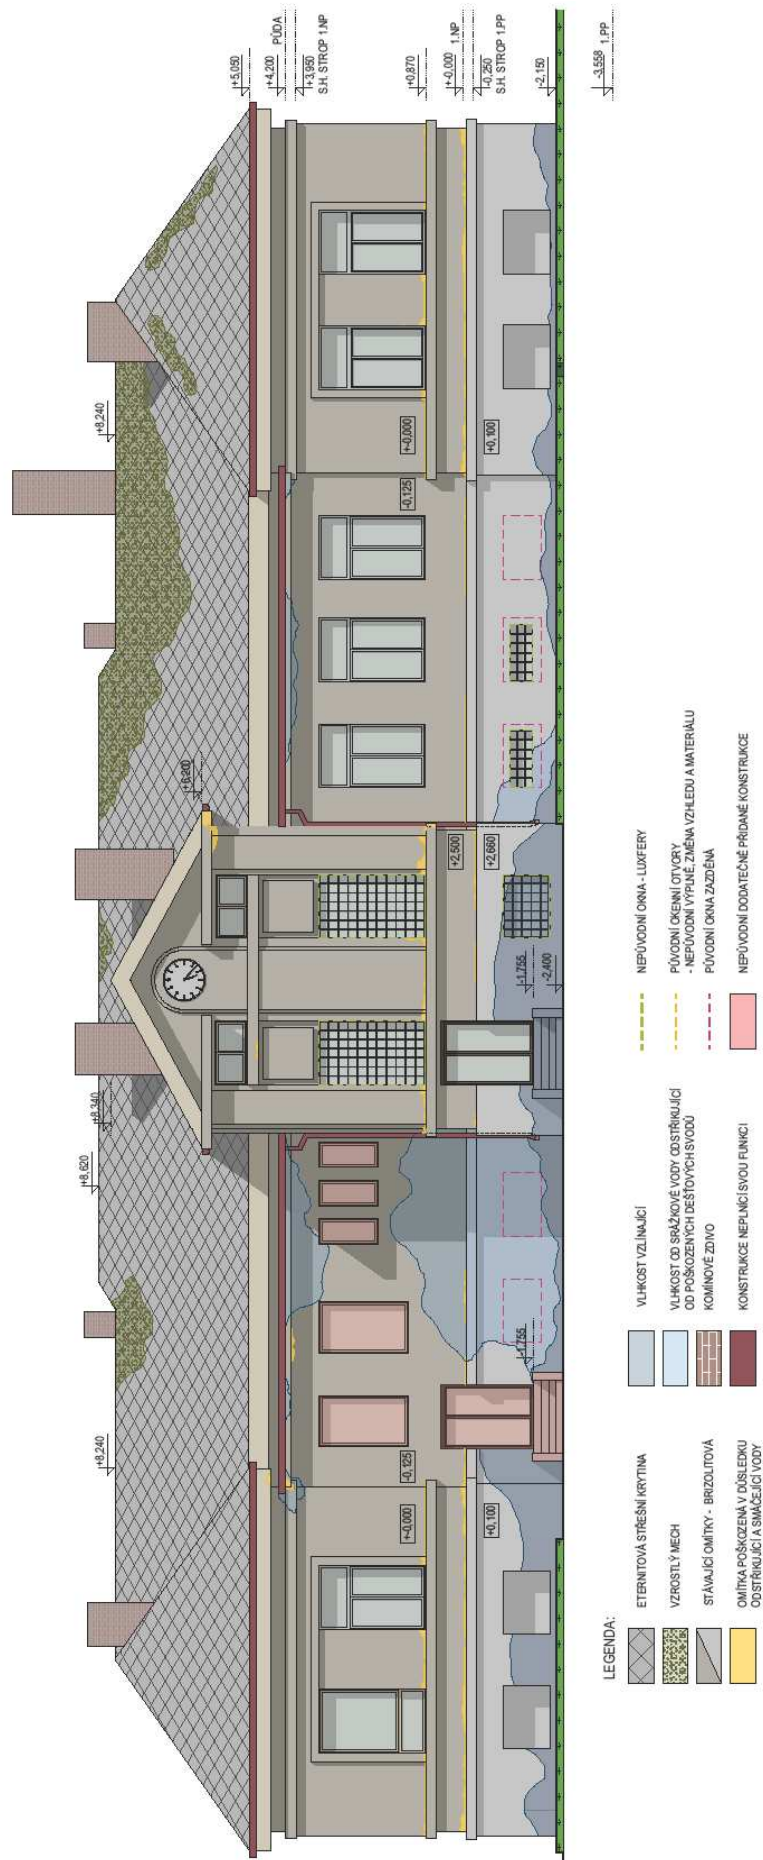 +8,240
+8,620
+8,340
+8,240
+6,200
+5,050
+4,200 PŮDA
+3,950
S.H. STROP 1.NP
+0,870
+-0,000 1.NP
-0,250
S.H. STROP 1.PP
-2,150
-3,558 1.PP
+-0,000
-0,125
-0,125
+-0,000
+0,100
+2,500
+2,660
+0,100
-1,755
-1,755
-2,400
LEGENDA:
ETERNITOVÁ STŘEŠNÍ KRYTINA
VZROSTLÝ MECH
STÁVAJÍCÍ OMÍTKY - BRIZOLITOVÁ
OMÍTKA POŠKOZENÁ V DŮSLEDKU
ODSTŘIKUJÍCÍ A SMÁČEJÍCÍ VODY
VLHKOST VZLÍNAJÍCÍ
VLHKOST OD SRÁŽKOVÉ VODY ODSTŘIKUJÍCÍ
OD POŠKOZENÝCH DEŠŤOVÝCH SVODŮ
KOMÍNOVÉ ZDIVO
KONSTRUKCE NEPLNÍCÍ SVOU FUNKCI
NEPŮVODNÍ OKNA - LUXFERY
PŮVODNÍ OKENNÍ OTVORY
- NEPŮVODNÍ VÝPLNĚ, ZMĚNA VZHLEDU A MATERIÁLU
PŮVODNÍ OKNA ZAZDĚNÁ
NEPŮVODNÍ DODATEČNĚ PŘIDANÉ KONSTRUKCE